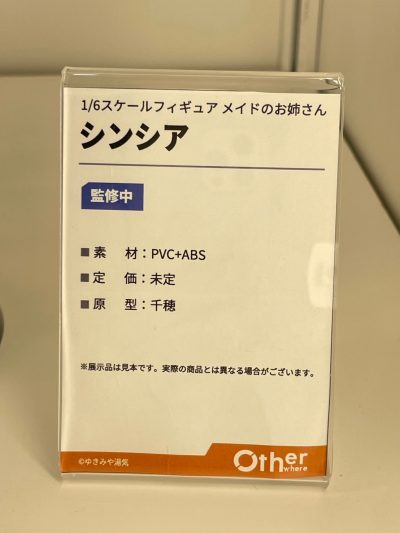 1/6スケールフィギュア メイドのお姉さん
シンシア
監修中
■素　材：PVC+ABS
■定　価：未定
■原　型：千穂
※展示品は見本です。実際の商品とは異なる場合がございます。
©ゆきみや湯気
Other
where